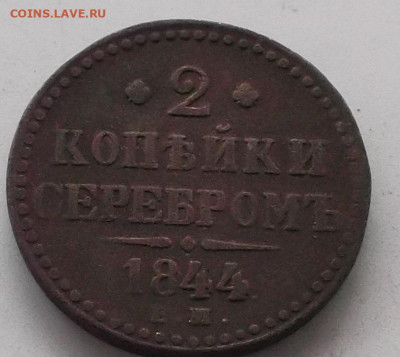 COINS.LAVE.RU
2
КОПѢЙКИ
СЕРЕБРОМЪ
1844.
Е. М.